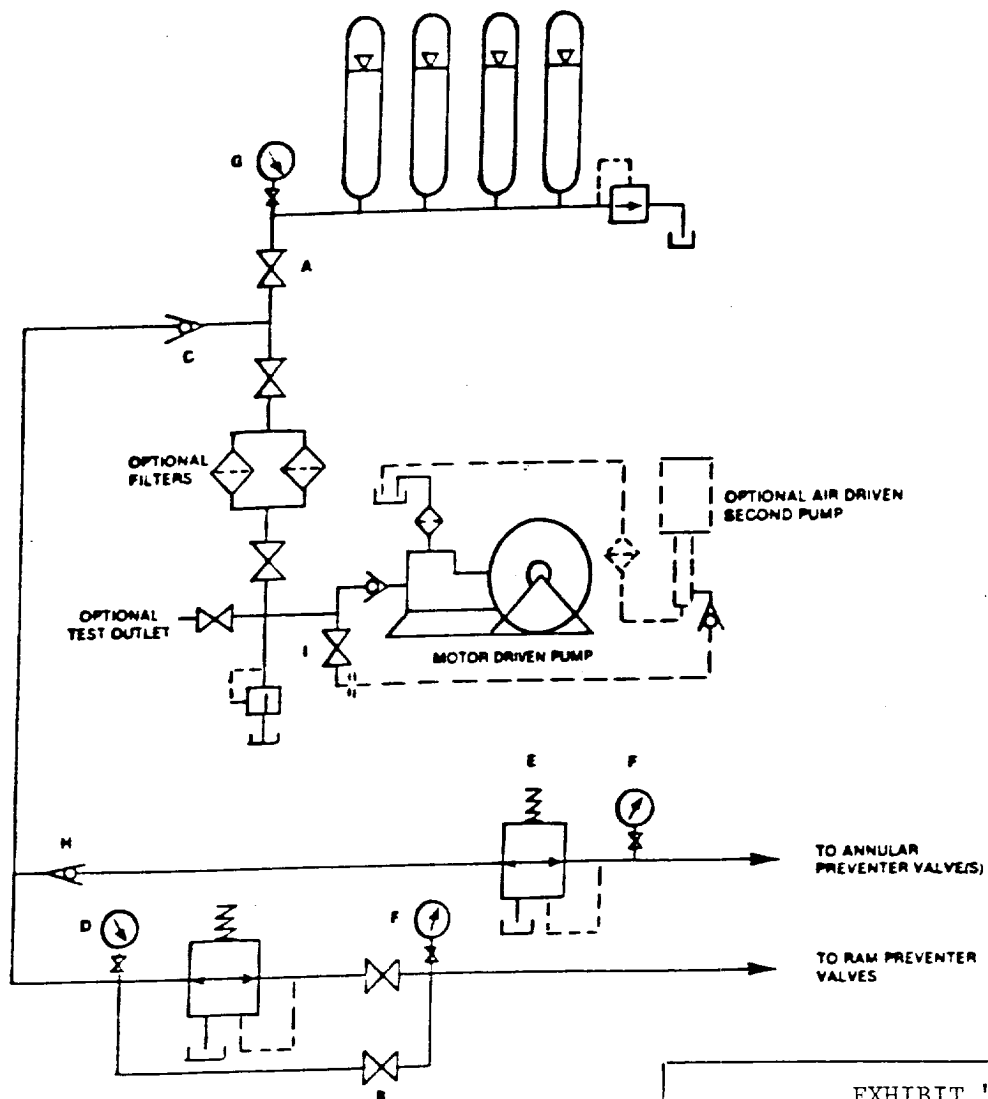 G
A
C
OPTIONAL
FILTERS
OPTIONAL AIR DRIVEN
SECOND PUMP
OPTIONAL
TEST OUTLET
I
MOTOR DRIVEN PUMP
E
F
H
TO ANNULAR
PREVENTER VALVE(S)
D
F
TO RAM PREVENTER
VALVES
B
EXHIBIT "